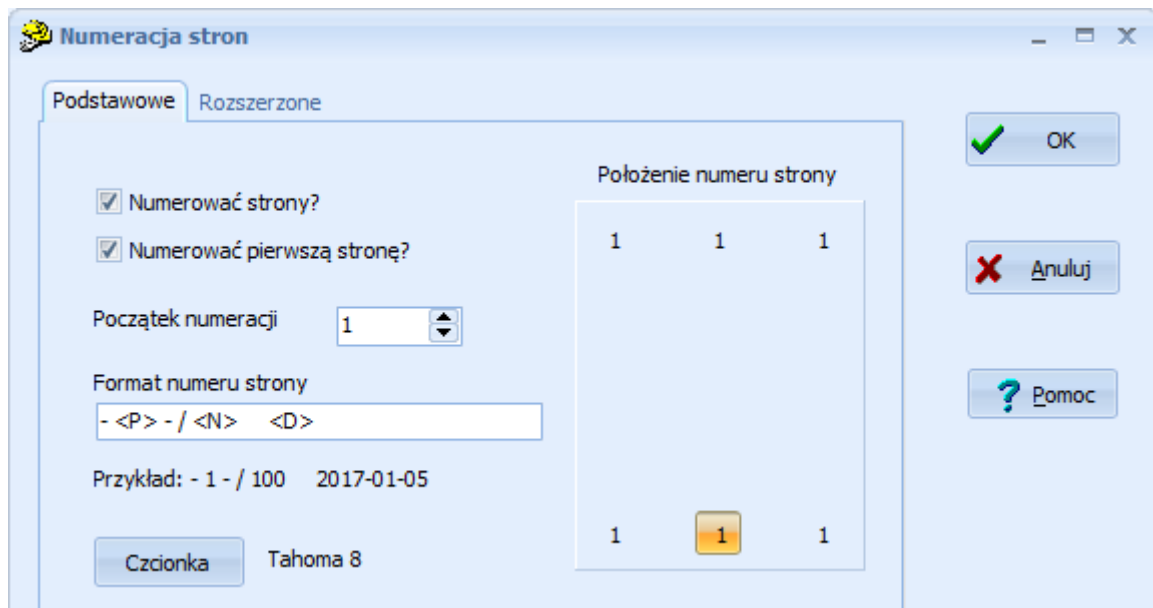 Numeracja stron
Podstawowe Rozszerzone
OK
Położenie numeru strony
Numerować strony?
1 1 1
Numerować pierwszą stronę?
Anuluj
Początek numeracji 1
Format numeru strony
Pomoc
- <P> - / <N> <D>
Przykład: - 1 - / 100 2017-01-05
1 1 1
Czcionka Tahoma 8